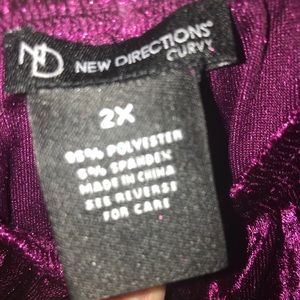 ND NEW DIRECTIONS®
CURVY
2X
95% POLYESTER
5% SPANDEX
MADE IN CHINA
SEE REVERSE
FOR CARE